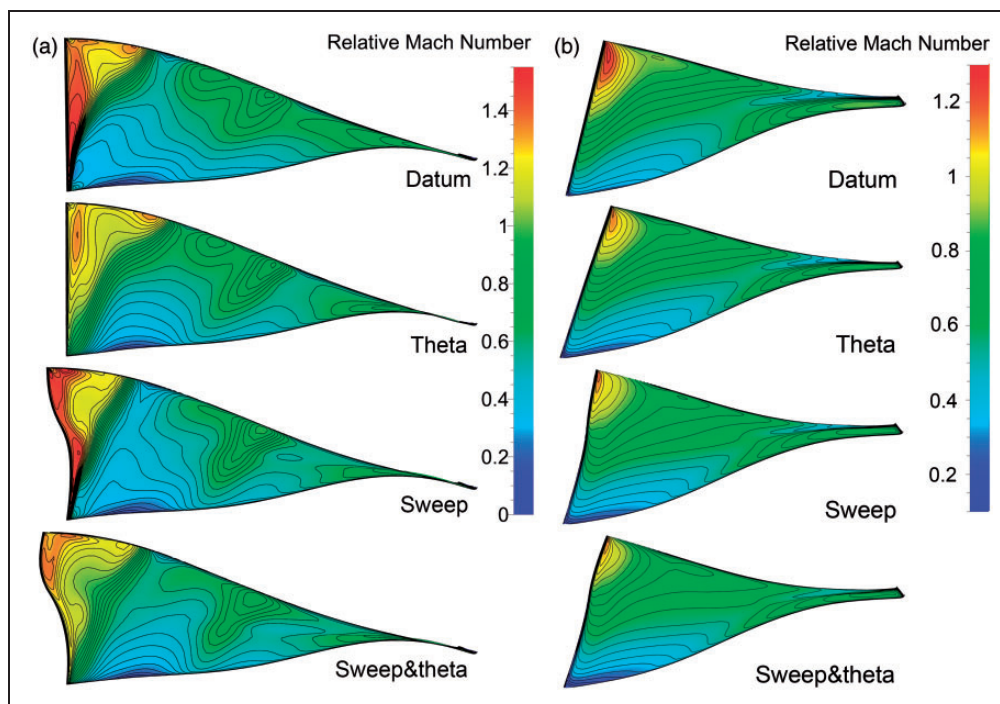 (a)
Relative Mach Number
1.4
1.2
1
0.8
0.6
0.4
0.2
0
Datum
Theta
Sweep
Sweep&theta
(b)
Relative Mach Number
1.2
1
0.8
0.6
0.4
0.2
Datum
Theta
Sweep
Sweep&theta